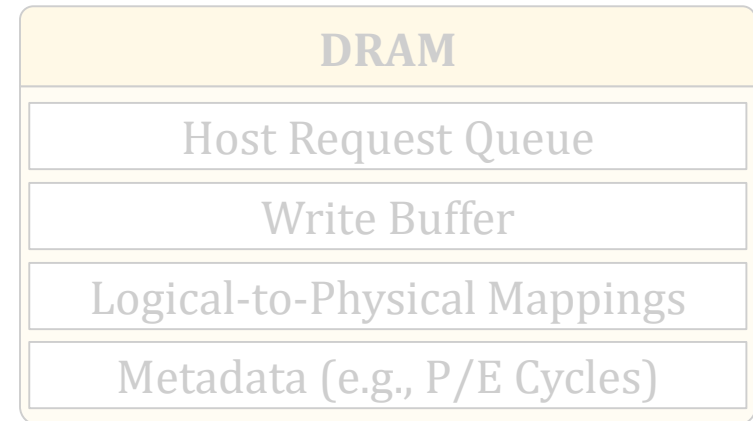 DRAM
Host Request Queue
Write Buffer
Logical-to-Physical Mappings
Metadata (e.g., P/E Cycles)